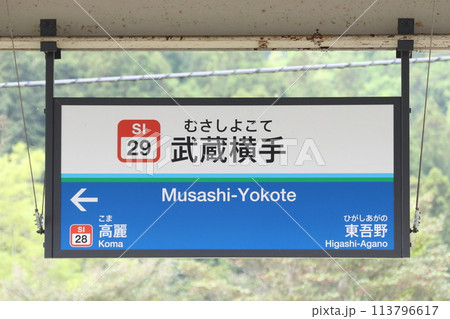 むさしよこて
SI
29
武蔵横手
Musashi-Yokote
←
こま
SI
28
高麗
Koma
ひがしあがの
東吾野
Higashi-Agano
pixta.jp - 113796617